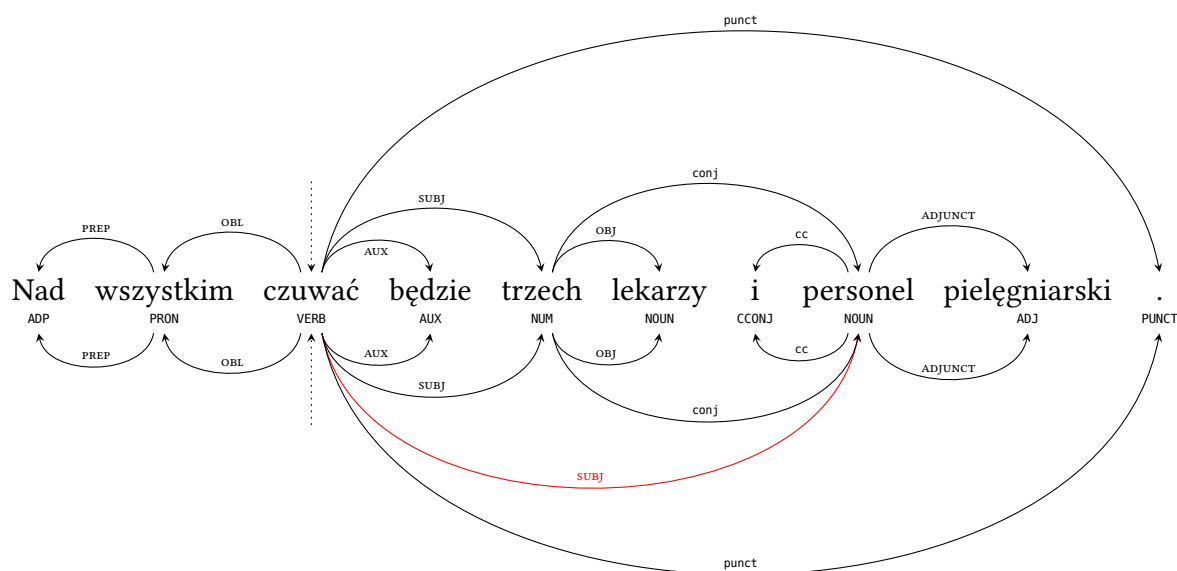 punct
conj
SUBJ
ADJUNCT
OBL
PREP
OBJ
cc
AUX
Nad wszystkim czuwać będzie trzech lekarzy i personel pielęgniarski .
ADP PRON VERB AUX NUM NOUN CCONJ NOUN ADJ PUNCT
PREP OBL AUX OBJ cc ADJUNCT
SUBJ
conj
SUBJ
punct